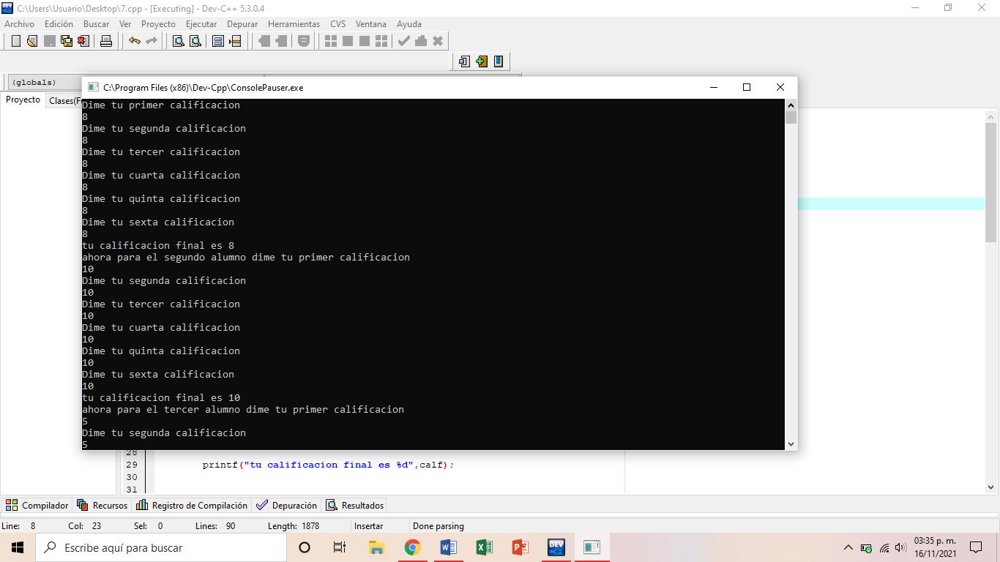 C:\Users\Usuario\Desktop\7.cpp - [Executing] - Dev-C++ 5.3.0.4
Archivo Edición Buscar Ver Proyecto Ejecutar Depurar Herramientas CVS Ventana Ayuda
(globals)
Proyecto Clases(F
C:\Program Files (x86)\Dev-Cpp\ConsolePauser.exe
Dime tu primer calificacion
8
Dime tu segunda calificacion
8
Dime tu tercer calificacion
8
Dime tu cuarta calificacion
8
Dime tu quinta calificacion
8
Dime tu sexta calificacion
8
tu calificacion final es 8
ahora para el segundo alumno dime tu primer calificacion
10
Dime tu segunda calificacion
10
Dime tu tercer calificacion
10
Dime tu cuarta calificacion
10
Dime tu quinta calificacion
10
Dime tu sexta calificacion
10
tu calificacion final es 10
ahora para el tercer alumno dime tu primer calificacion
5
Dime tu segunda calificacion
5
28
29 printf("tu calificacion final es %d",calf);
30
31
Compilador Recursos Registro de Compilación Depuración Resultados
Line: 8 Col: 23 Sel: 0 Lines: 90 Length: 1878 Insertar Done parsing
Escribe aquí para buscar
DEV
03:35 p. m.
16/11/2021